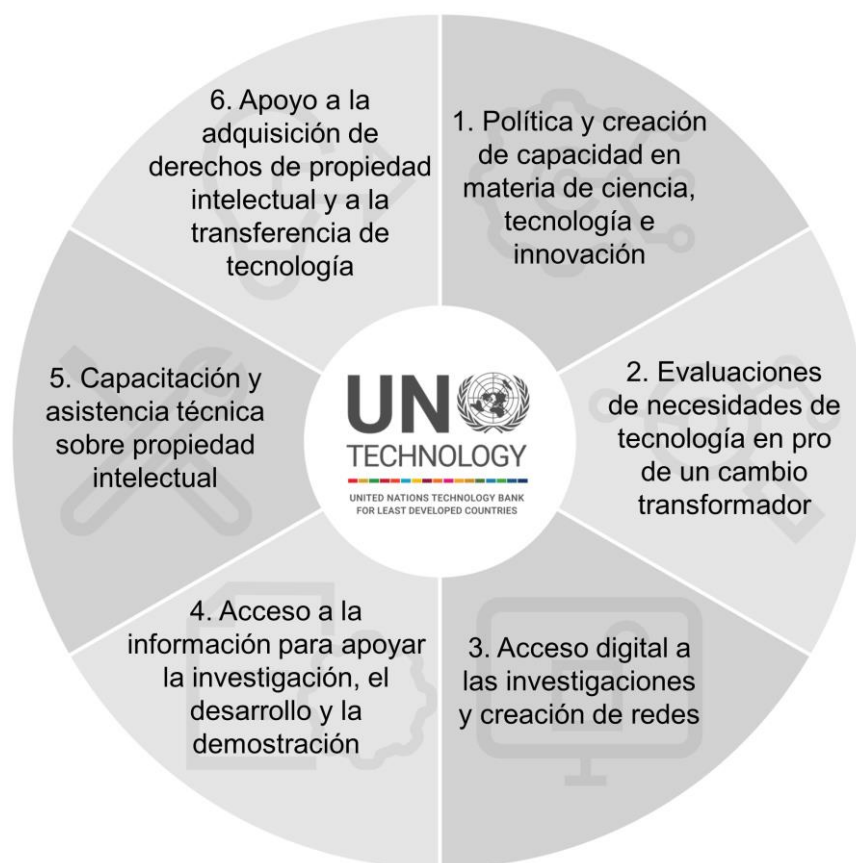 1. Política y creación
de capacidad en
materia de ciencia,
tecnología e
innovación
2. Evaluaciones
de necesidades de
tecnología en pro
de un cambio
transformador
3. Acceso digital a
las investigaciones
y creación de redes
4. Acceso a la
información para apoyar
la investigación, el
desarrollo y la
demostración
5. Capacitación y
asistencia técnica
sobre propiedad
intelectual
6. Apoyo a la
adquisición de
derechos de propiedad
intelectual y a la
transferencia de
tecnología
UN
TECHNOLOGY
UNITED NATIONS TECHNOLOGY BANK
FOR LEAST DEVELOPED COUNTRIES